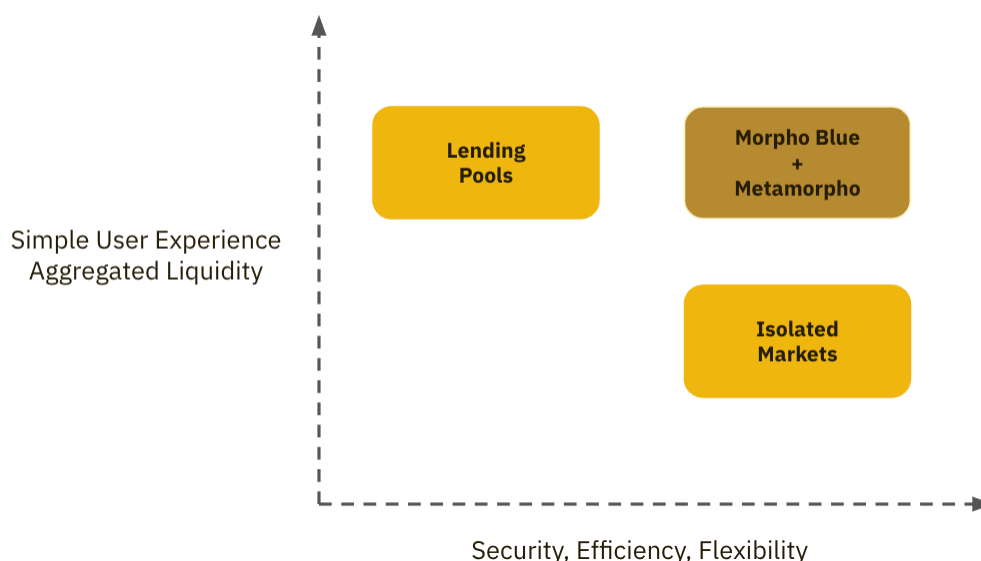 Lending
Pools
Morpho Blue
+
Metamorpho
Simple User Experience
Aggregated Liquidity
Isolated
Markets
Security, Efficiency, Flexibility